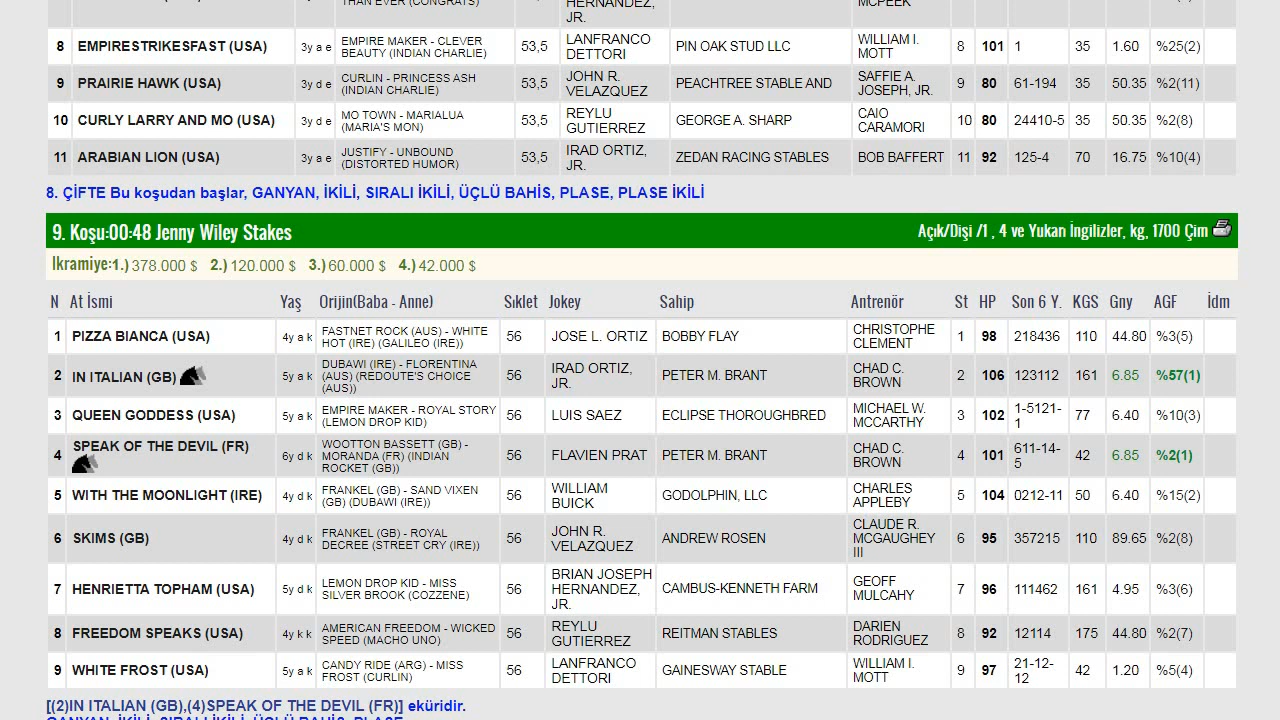 THAN EVER (CONGRATS) HERNANDEZ, JR. MCPEEK
8 EMPIRESTRIKESFAST (USA) 3y a e EMPIRE MAKER - CLEVER BEAUTY (INDIAN CHARLIE) 53,5 LANFRANCO DETTORI PIN OAK STUD LLC WILLIAM I. MOTT 8 101 1 35 1.60 %25(2)
9 PRAIRIE HAWK (USA) 3y d e CURLIN - PRINCESS ASH (INDIAN CHARLIE) 53,5 JOHN R. VELAZQUEZ PEACHTREE STABLE AND SAFFIE A. JOSEPH, JR. 9 80 61-194 35 50.35 %2(11)
10 CURLY LARRY AND MO (USA) 3y d e MO TOWN - MARIALUA (MARIA'S MON) 53,5 REYLU GUTIERREZ GEORGE A. SHARP CAIO CARAMORI 10 80 24410-5 35 50.35 %2(8)
11 ARABIAN LION (USA) 3y a e JUSTIFY - UNBOUND (DISTORTED HUMOR) 53,5 IRAD ORTIZ, JR. ZEDAN RACING STABLES BOB BAFFERT 11 92 125-4 70 16.75 %10(4)
8. ÇİFTE Bu koşudan başlar, GANYAN, İKİLİ, SIRALI İKİLİ, ÜÇLÜ BAHİS, PLASE, PLASE İKİLİ
9. Koşu:00:48 Jenny Wiley Stakes Açık/Dişi /1 , 4 ve Yukarı İngilizler, kg, 1700 Çim
Ikramiye:1.) 378.000 $ 2.) 120.000 $ 3.) 60.000 $ 4.) 42.000 $
N At İsmi Yaş Orijin(Baba - Anne) Sıklet Jokey Sahip Antrenör St HP Son 6 Y. KGS Gny AGF İdm
1 PIZZA BIANCA (USA) 4y a k FASTNET ROCK (AUS) - WHITE HOT (IRE) (GALILEO (IRE)) 56 JOSE L. ORTIZ BOBBY FLAY CHRISTOPHE CLEMENT 1 98 218436 110 44.80 %3(5)
2 IN ITALIAN (GB) 5y a k DUBAWI (IRE) - FLORENTINA (AUS) (REDOUTE'S CHOICE (AUS)) 56 IRAD ORTIZ, JR. PETER M. BRANT CHAD C. BROWN 2 106 123112 161 6.85 %57(1)
3 QUEEN GODDESS (USA) 5y a k EMPIRE MAKER - ROYAL STORY (LEMON DROP KID) 56 LUIS SAEZ ECLIPSE THOROUGHBRED MICHAEL W. MCCARTHY 3 102 1-5121-1 77 6.40 %10(3)
4 SPEAK OF THE DEVIL (FR) 6y d k WOOTTON BASSETT (GB) - MORANDA (FR) (INDIAN ROCKET (GB)) 56 FLAVIEN PRAT PETER M. BRANT CHAD C. BROWN 4 101 611-14-5 42 6.85 %2(1)
5 WITH THE MOONLIGHT (IRE) 4y d k FRANKEL (GB) - SAND VIXEN (GB) (DUBAWI (IRE)) 56 WILLIAM BUICK GODOLPHIN, LLC CHARLES APPLEBY 5 104 0212-11 50 6.40 %15(2)
6 SKIMS (GB) 4y d k FRANKEL (GB) - ROYAL DECREE (STREET CRY (IRE)) 56 JOHN R. VELAZQUEZ ANDREW ROSEN CLAUDE R. MCGAUGHEY III 6 95 357215 110 89.65 %2(8)
7 HENRIETTA TOPHAM (USA) 5y d k LEMON DROP KID - MISS SILVER BROOK (COZZENE) 56 BRIAN JOSEPH HERNANDEZ, JR. CAMBUS-KENNETH FARM GEOFF MULCAHY 7 96 111462 161 4.95 %3(6)
8 FREEDOM SPEAKS (USA) 4y k k AMERICAN FREEDOM - WICKED SPEED (MACHO UNO) 56 REYLU GUTIERREZ REITMAN STABLES DARIEN RODRIGUEZ 8 92 12114 175 44.80 %2(7)
9 WHITE FROST (USA) 5y a k CANDY RIDE (ARG) - MISS FROST (CURLIN) 56 LANFRANCO DETTORI GAINESWAY STABLE WILLIAM I. MOTT 9 97 21-12-12 42 1.20 %5(4)
[(2)IN ITALIAN (GB),(4)SPEAK OF THE DEVIL (FR)] eküridir.
GANYAN, İKİLİ, SIRALI İKİLİ, ÜÇLÜ BAHİS, PLASE